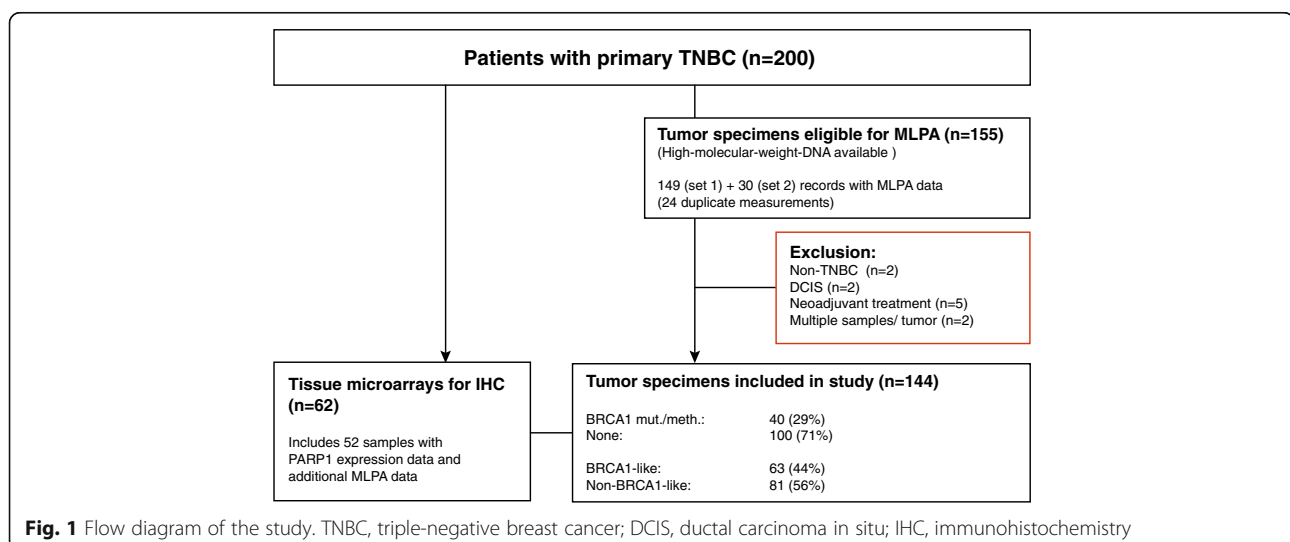 Patients with primary TNBC (n=200)
Tumor specimens eligible for MLPA (n=155)
(High-molecular-weight-DNA available )
149 (set 1) + 30 (set 2) records with MLPA data
(24 duplicate measurements)
Exclusion:
Non-TNBC (n=2)
DCIS (n=2)
Neoadjuvant treatment (n=5)
Multiple samples/ tumor (n=2)
Tissue microarrays for IHC
(n=62)
Includes 52 samples with
PARP1 expression data and
additional MLPA data
Tumor specimens included in study (n=144)
BRCA1 mut./meth.: 40 (29%)
None: 100 (71%)
BRCA1-like: 63 (44%)
Non-BRCA1-like: 81 (56%)
Fig. 1 Flow diagram of the study. TNBC, triple-negative breast cancer; DCIS, ductal carcinoma in situ; IHC, immunohistochemistry